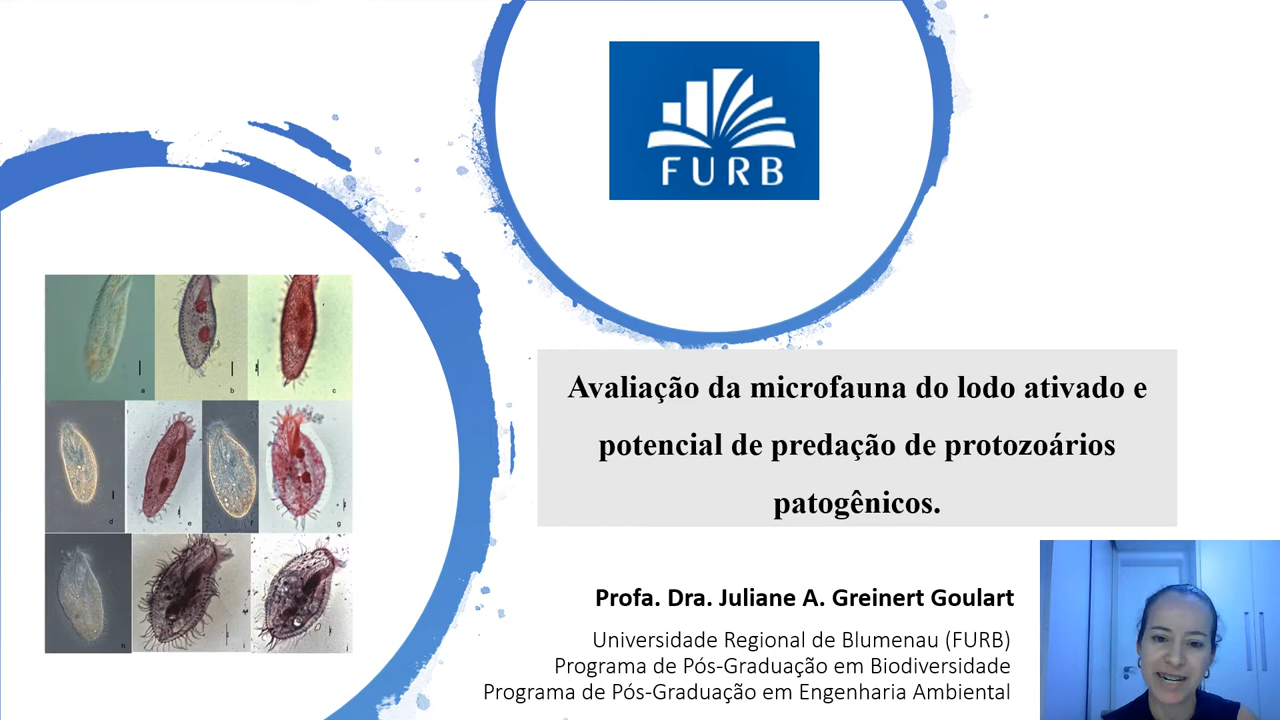 FURB
a
b
c
d
e
f
g
h
i
j
Avaliação da microfauna do lodo ativado e
potencial de predação de protozoários
patogênicos.
Profa. Dra. Juliane A. Greinert Goulart
Universidade Regional de Blumenau (FURB)
Programa de Pós-Graduação em Biodiversidade
Programa de Pós-Graduação em Engenharia Ambiental